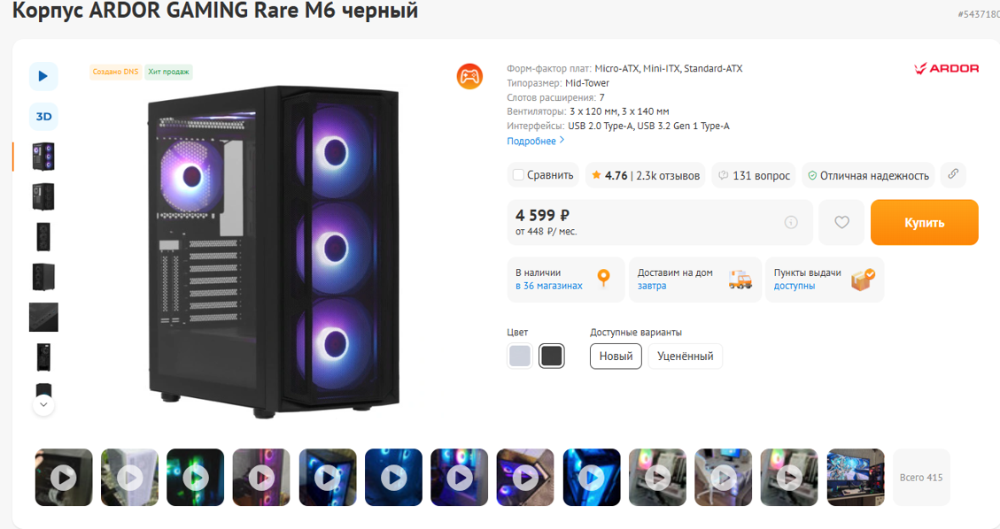 Корпус ARDOR GAMING Rare M6 черный
#5437180
Создано DNS
Хит продаж
3D
Форм-фактор плат: Micro-ATX, Mini-ITX, Standard-ATX
Типоразмер: Mid-Tower
Слотов расширения: 7
Вентиляторы: 3 x 120 мм, 3 x 140 мм
Интерфейсы: USB 2.0 Type-A, USB 3.2 Gen 1 Type-A
Подробнее
ARDOR
Сравнить
4.76 | 2.3k отзывов
131 вопрос
Отличная надежность
4 599 ₽
от 448 ₽/ мес.
Купить
В наличии
в 36 магазинах
Доставим на дом
завтра
Пункты выдачи
доступны
Цвет
Доступные варианты
Новый
Уценённый
Всего 415